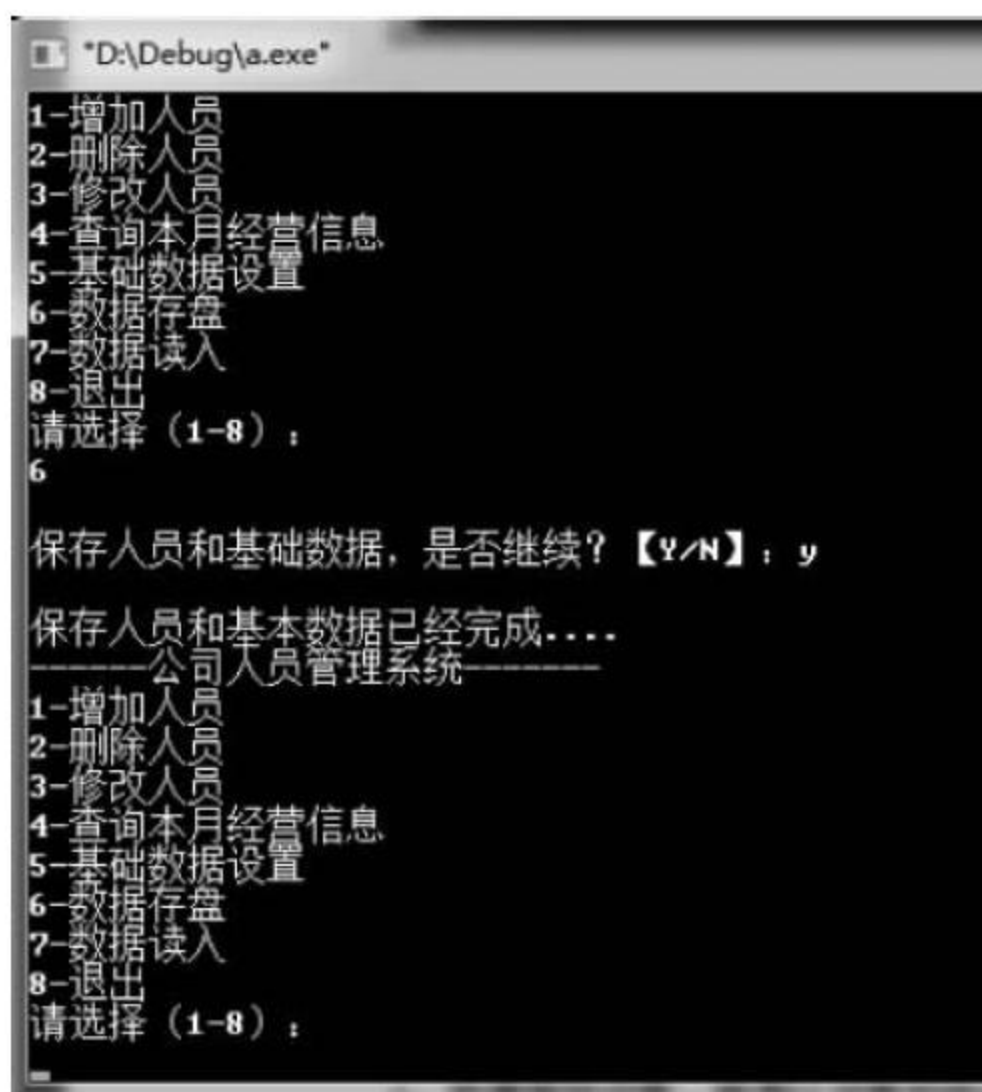 "D:\Debug\a.exe"
1-增加人员
2-删除人员
3-修改人员
4-查询本月经营信息
5-基础数据设置
6-数据存盘
7-数据读入
8-退出
请选择（1-8）：
6
保存人员和基础数据，是否继续？【Y/N】：y
保存人员和基本数据已经完成....
------公司人员管理系统-------
1-增加人员
2-删除人员
3-修改人员
4-查询本月经营信息
5-基础数据设置
6-数据存盘
7-数据读入
8-退出
请选择（1-8）：